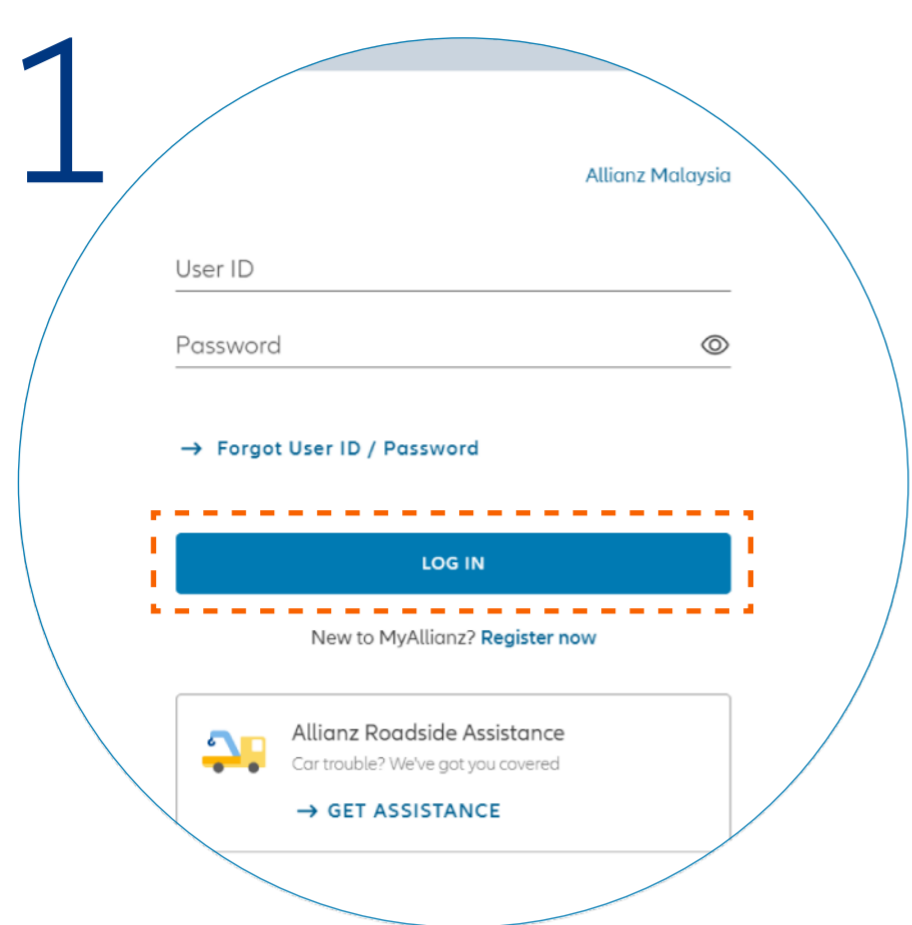 1
Allianz Malaysia
User ID
Password
→ Forgot User ID / Password
LOG IN
New to MyAllianz? Register now
Allianz Roadside Assistance
Car trouble? We've got you covered
→ GET ASSISTANCE